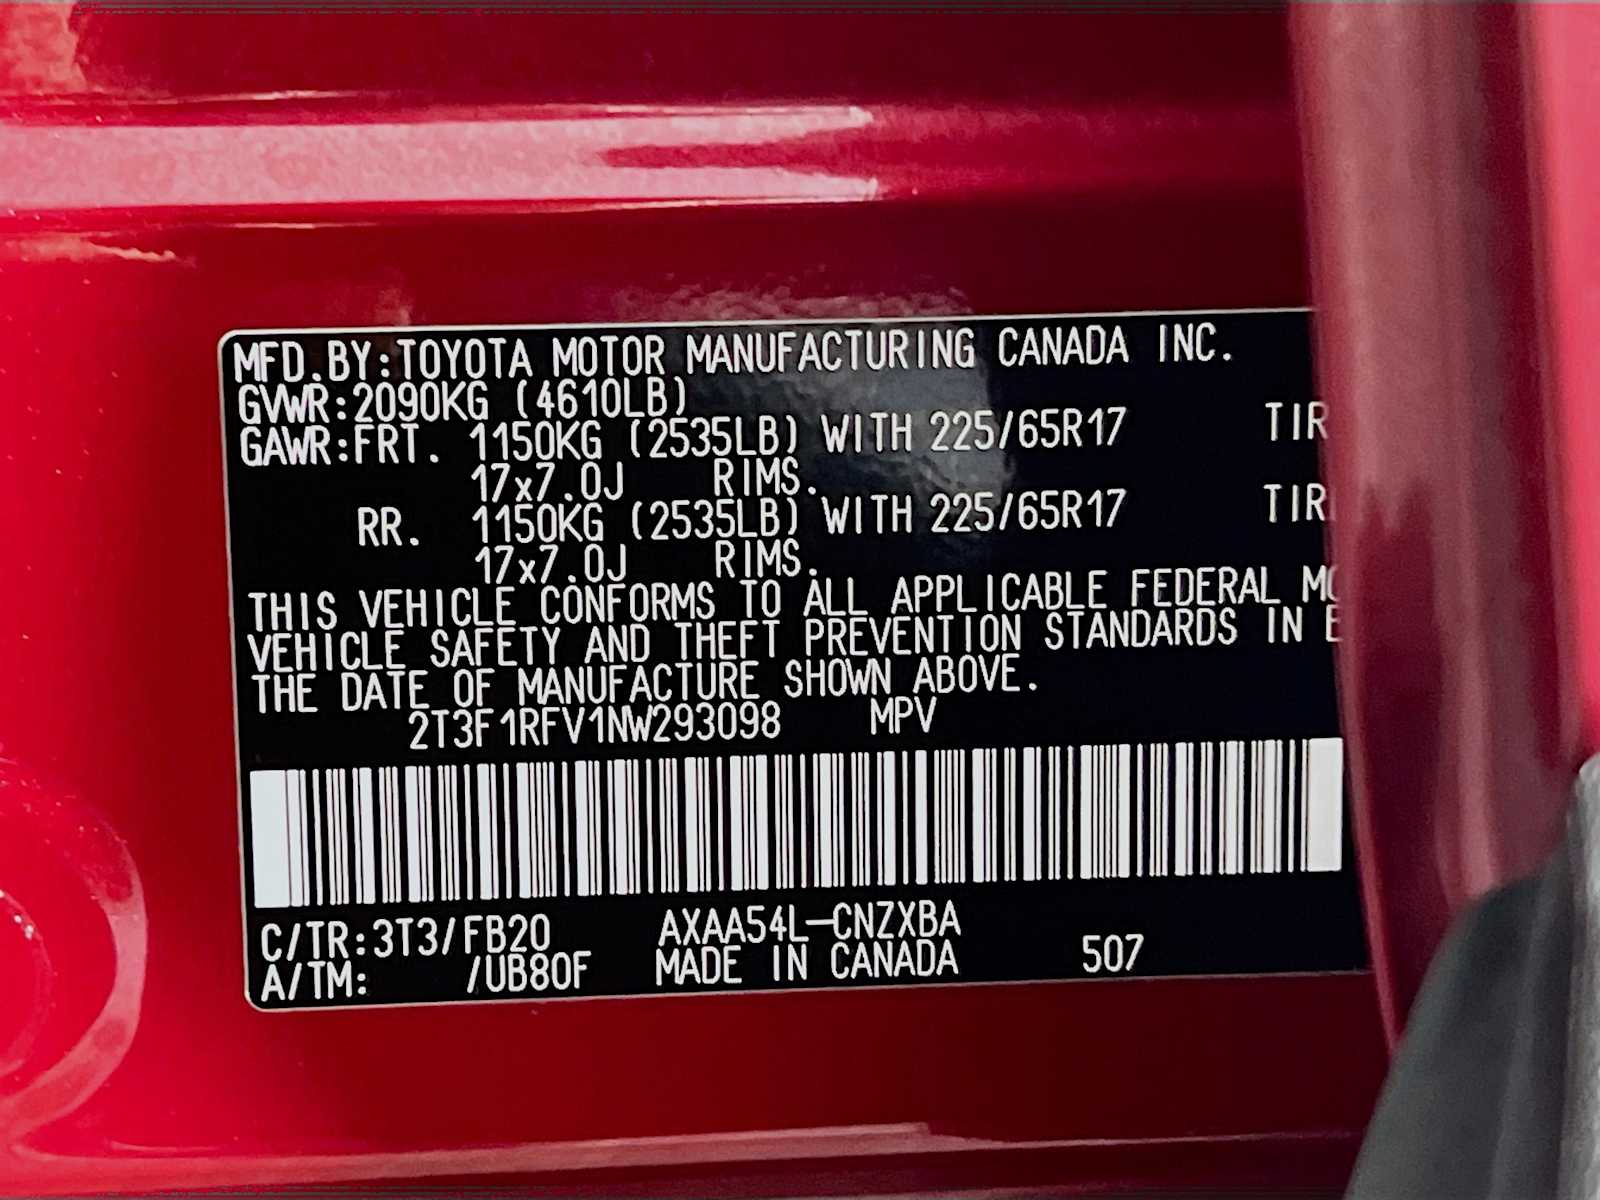 MFD.BY:TOYOTA MOTOR MANUFACTURING CANADA INC.
GVWR:2090KG (4610LB)
GAWR:FRT. 1150KG (2535LB) WITH 225/65R17 TIR
17x7.0J RIMS.
RR. 1150KG (2535LB) WITH 225/65R17 TIR
17x7.0J RIMS.
THIS VEHICLE CONFORMS TO ALL APPLICABLE FEDERAL MO
VEHICLE SAFETY AND THEFT PREVENTION STANDARDS IN E
THE DATE OF MANUFACTURE SHOWN ABOVE.
2T3F1RFV1NW293098 MPV
C/TR:3T3/FB20 AXAA54L-CNZXBA
A/TM: /UB80F MADE IN CANADA 507